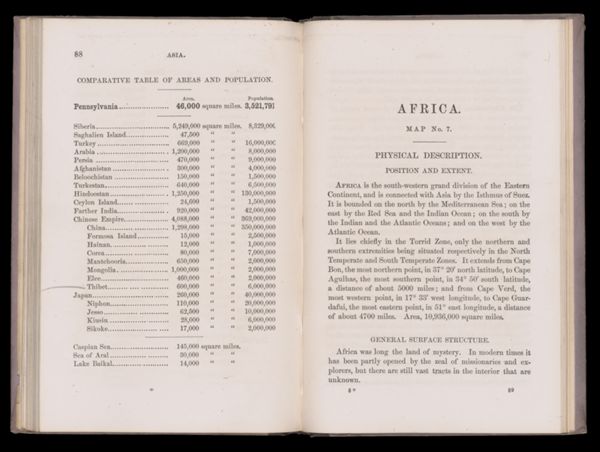 88 ASIA.
COMPARATIVE TABLE OF AREAS AND POPULATION.
Area. Population.
Pennsylvania 46,000 square miles. 3,521,791
Siberia 5,249,000 square miles. 8,329,000
Saghalien Island 47,500 " "
Turkey 669,000 " " 16,000,000
Arabia 1,200,000 " " 8,000,000
Persia 470,000 " " 9,000,000
Afghanistan 300,000 " " 4,000,000
Beloochistan 150,000 " " 1,500,000
Turkestan 640,000 " " 6,500,000
Hindoostan 1,250,000 " " 130,000,000
Ceylon Island 24,000 " " 1,500,000
Farther India 920,000 " " 42,000,000
Chinese Empire 4,088,000 " " 369,000,000
China 1,298,000 " " 350,000,000
Formosa Island 15,000 " " 2,500,000
Hainan 12,000 " " 1,000,000
Corea 80,000 " " 7,000,000
Mantchooria 650,000 " " 2,000,000
Mongolia 1,000,000 " " 2,000,000
Elee 460,000 " " 2,000,000
Thibet 600,000 " " 6,000,000
Japan 260,000 " " 40,000,000
Niphon 110,000 " " 20,000,000
Jesso 62,500 " " 10,000,000
Kiusiu 28,000 " " 6,000,000
Sikoke 17,000 " " 2,000,000
Caspian Sea 145,000 square miles.
Sea of Aral 30,000 " "
Lake Baikal 14,000 " "
AFRICA.
MAP No. 7.
PHYSICAL DESCRIPTION.
POSITION AND EXTENT.
AFRICA is the south-western grand division of the Eastern
Continent, and is connected with Asia by the Isthmus of Suez.
It is bounded on the north by the Mediterranean Sea; on the
east by the Red Sea and the Indian Ocean; on the south by
the Indian and the Atlantic Oceans; and on the west by the
Atlantic Ocean.
It lies chiefly in the Torrid Zone, only the northern and
southern extremities being situated respectively in the North
Temperate and South Temperate Zones. It extends from Cape
Bon, the most northern point, in 37° 20' north latitude, to Cape
Agulhas, the most southern point, in 34° 50' south latitude,
a distance of about 5000 miles; and from Cape Verd, the
most western point, in 17° 33' west longitude, to Cape Guar-
dafui, the most eastern point, in 51° east longitude, a distance
of about 4700 miles. Area, 10,936,000 square miles.
GENERAL SURFACE STRUCTURE.
Africa was long the land of mystery. In modern times it
has been partly opened by the zeal of missionaries and ex-
plorers, but there are still vast tracts in the interior that are
unknown.
89